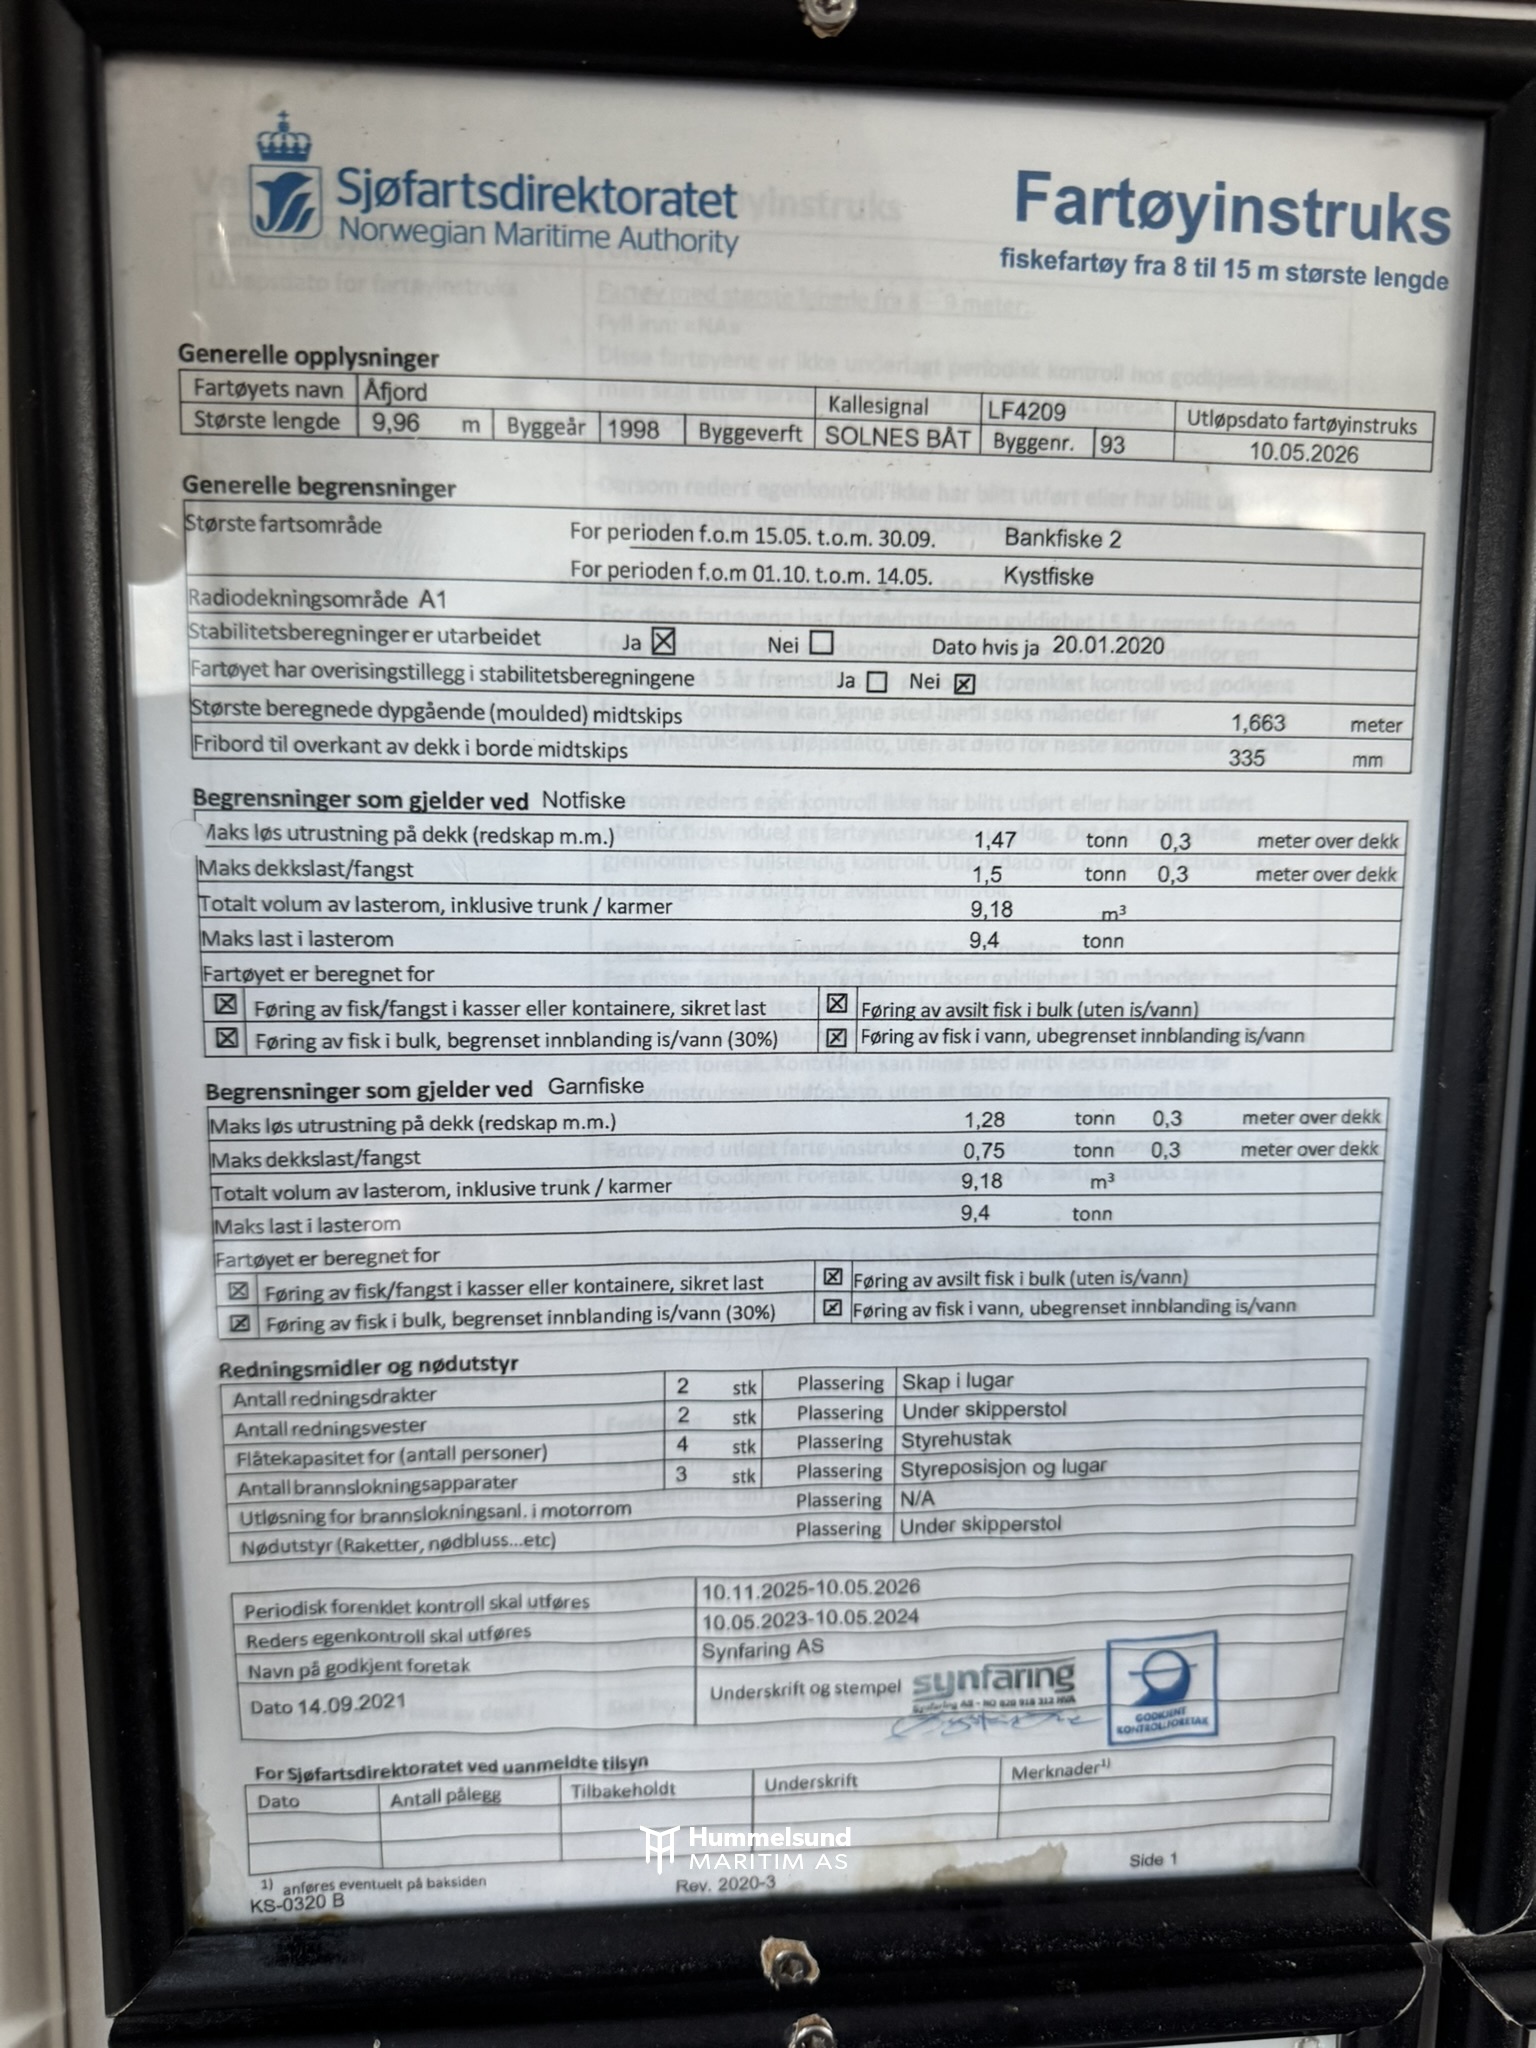 Sjøfartsdirektoratet
Norwegian Maritime Authority
Fartøyinstruks
fiskefartøy fra 8 til 15 m største lengde
Generelle opplysninger
Fartøyets navn Åfjord Kallesignal LF4209 Utløpsdato fartøyinstruks
Største lengde 9,96 m Byggeår 1998 Byggeverft SOLNES BÅT Byggenr. 93 10.05.2026
Generelle begrensninger
Største fartsområde For perioden f.o.m 15.05. t.o.m. 30.09. Bankfiske 2
For perioden f.o.m 01.10. t.o.m. 14.05. Kystfiske
Radiodekningsområde A1
Stabilitetsberegninger er utarbeidet Ja ☒ Nei ☐ Dato hvis ja 20.01.2020
Fartøyet har overisingstillegg i stabilitetsberegningene Ja ☐ Nei ☒
Største beregnede dypgående (moulded) midtskips 1,663 meter
Fribord til overkant av dekk i borde midtskips 335 mm
Begrensninger som gjelder ved Notfiske
Maks løs utrustning på dekk (redskap m.m.) 1,47 tonn 0,3 meter over dekk
Maks dekkslast/fangst 1,5 tonn 0,3 meter over dekk
Totalt volum av lasterom, inklusive trunk / karmer 9,18 m³
Maks last i lasterom 9,4 tonn
Fartøyet er beregnet for
☒ Føring av fisk/fangst i kasser eller kontainere, sikret last ☒ Føring av avsilt fisk i bulk (uten is/vann)
☒ Føring av fisk i bulk, begrenset innblanding is/vann (30%) ☒ Føring av fisk i vann, ubegrenset innblanding is/vann
Begrensninger som gjelder ved Garnfiske
Maks løs utrustning på dekk (redskap m.m.) 1,28 tonn 0,3 meter over dekk
Maks dekkslast/fangst 0,75 tonn 0,3 meter over dekk
Totalt volum av lasterom, inklusive trunk / karmer 9,18 m³
Maks last i lasterom 9,4 tonn
Fartøyet er beregnet for
☒ Føring av fisk/fangst i kasser eller kontainere, sikret last ☒ Føring av avsilt fisk i bulk (uten is/vann)
☒ Føring av fisk i bulk, begrenset innblanding is/vann (30%) ☒ Føring av fisk i vann, ubegrenset innblanding is/vann
Redningsmidler og nødutstyr
Antall redningsdrakter 2 stk Plassering Skap i lugar
Antall redningsvester 2 stk Plassering Under skipperstol
Flåtekapasitet for (antall personer) 4 stk Plassering Styrehustak
Antall brannslokningsapparater 3 stk Plassering Styreposisjon og lugar
Utløsning for brannslokningsanl. i motorrom Plassering N/A
Nødutstyr (Raketter, nødbluss...etc) Plassering Under skipperstol
Periodisk forenklet kontroll skal utføres 10.11.2025-10.05.2026
Reders egenkontroll skal utføres 10.05.2023-10.05.2024
Navn på godkjent foretak Synfaring AS
Dato 14.09.2021 Underskrift og stempel synfaring
GODKJENT
KONTROLLFORETAK
For Sjøfartsdirektoratet ved uanmeldte tilsyn
Dato Antall pålegg Tilbakeholdt Underskrift Merknader¹⁾
Hummelsund
MARITIM AS
1) anføres eventuelt på baksiden
KS-0320 B Rev. 2020-3 Side 1